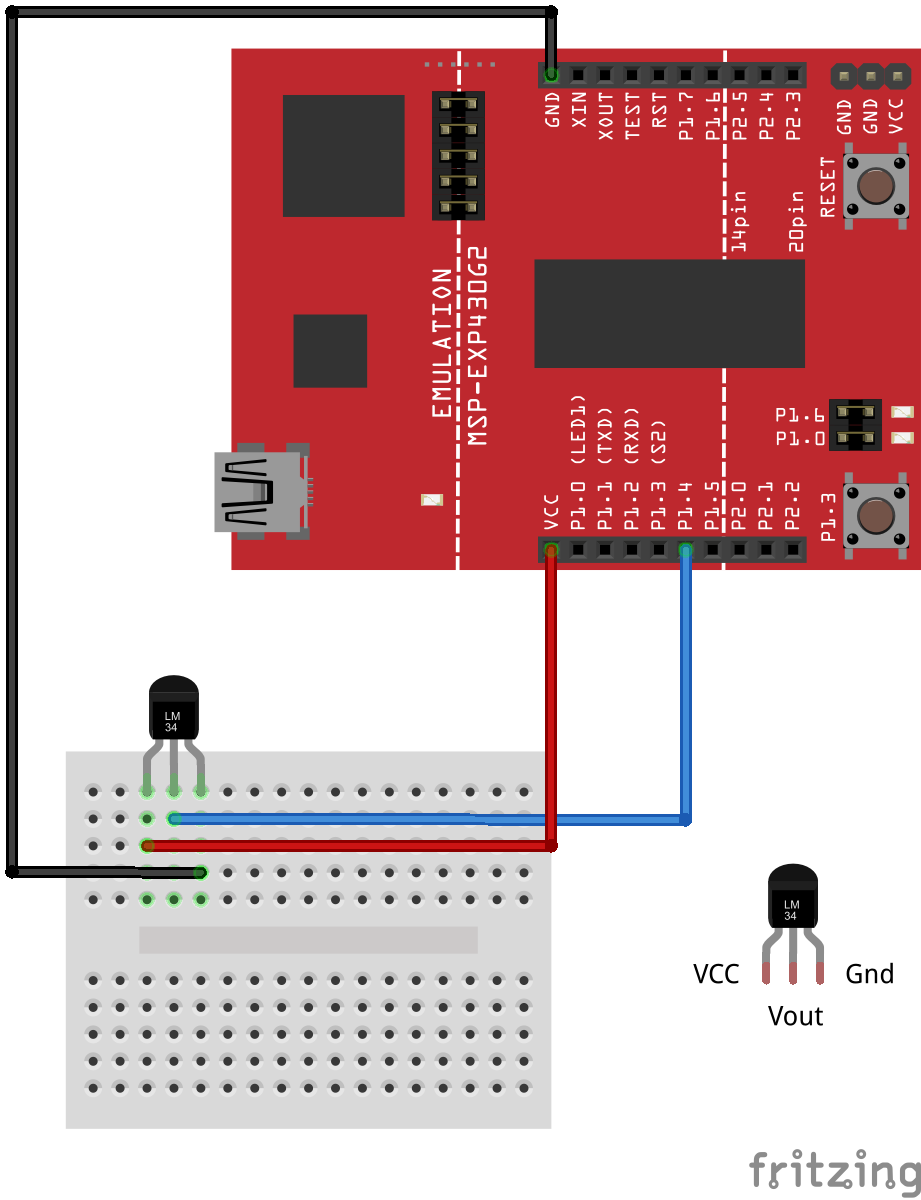 GND
XIN
XOUT
TEST
RST
P1.7
P1.6
P2.5
P2.4
P2.3
GND
GND
VCC
RESET
14pin
20pin
EMULATION
MSP-EXP430G2
P1.6
P1.0
VCC
P1.0 (LED1)
P1.1 (TXD)
P1.2 (RXD)
P1.3 (S2)
P1.4
P1.5
P2.0
P2.1
P2.2
P1.3
LM
34
LM
34
VCC
Gnd
Vout
fritzing